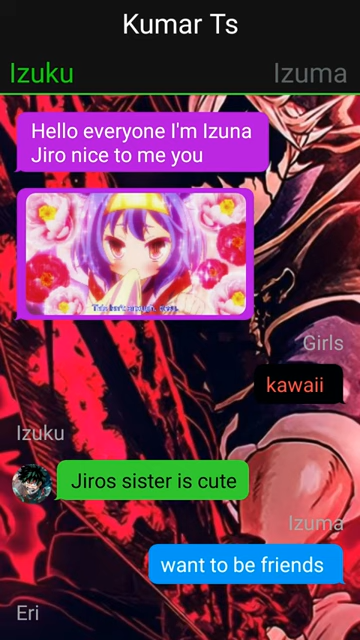 Kumar Ts
Izuku
Izuma
Hello everyone I'm Izuna
Jiro nice to me you
Girls
kawaii
Izuku
Jiros sister is cute
Izuma
want to be friends
Eri